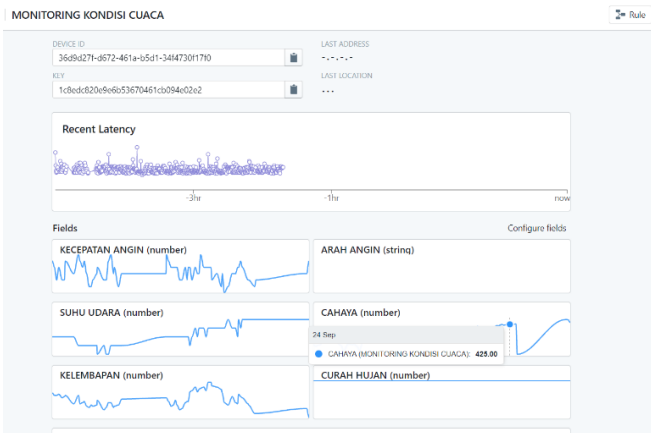 MONITORING KONDISI CUACA
Rule
DEVICE ID
36d9d27f-d672-461a-b5d1-34f4730f17f0
LAST ADDRESS
-.-.-.-
KEY
1c8edc820e9e6b53670461cb094e02e2
LAST LOCATION
...
Recent Latency
-3hr
-1hr
now
Fields
Configure fields
KECEPATAN ANGIN (number)
ARAH ANGIN (string)
SUHU UDARA (number)
CAHAYA (number)
24 Sep
CAHAYA (MONITORING KONDISI CUACA): 425.00
KELEMBAPAN (number)
CURAH HUJAN (number)